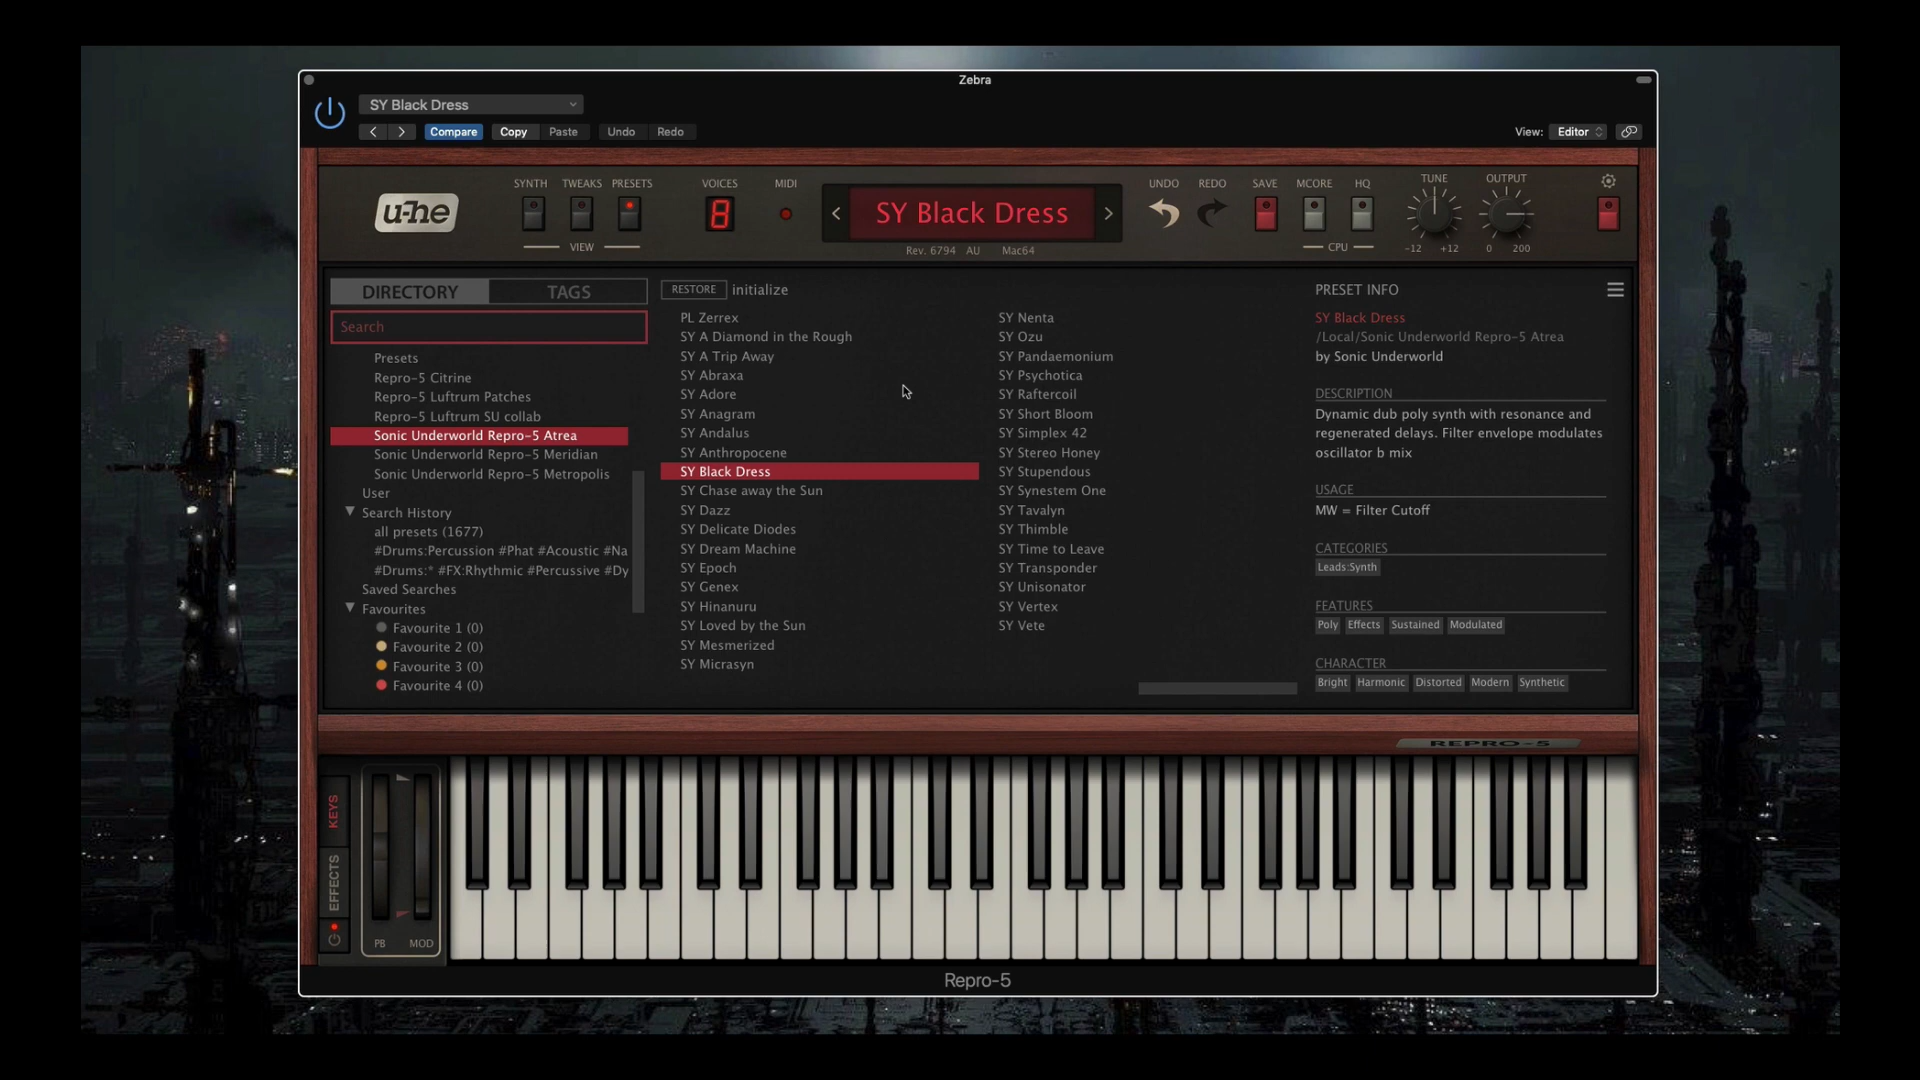 Zebra
SY Black Dress
Compare Copy Paste Undo Redo
View: Editor
u-he
SYNTH TWEAKS PRESETS
VIEW
VOICES
8
MIDI
SY Black Dress
Rev. 6794 AU Mac64
UNDO REDO SAVE MCORE HQ
CPU
TUNE
-12 +12
OUTPUT
0 200
DIRECTORY TAGS
Search
Presets
Repro-5 Citrine
Repro-5 Luftrum Patches
Repro-5 Luftrum SU collab
Sonic Underworld Repro-5 Atrea
Sonic Underworld Repro-5 Meridian
Sonic Underworld Repro-5 Metropolis
User
Search History
all presets (1677)
#Drums:Percussion #Phat #Acoustic #Na
#Drums:* #FX:Rhythmic #Percussive #Dy
Saved Searches
Favourites
Favourite 1 (0)
Favourite 2 (0)
Favourite 3 (0)
Favourite 4 (0)
RESTORE initialize
PL Zerrex
SY A Diamond in the Rough
SY A Trip Away
SY Abraxa
SY Adore
SY Anagram
SY Andalus
SY Anthropocene
SY Black Dress
SY Chase away the Sun
SY Dazz
SY Delicate Diodes
SY Dream Machine
SY Epoch
SY Genex
SY Hinanuru
SY Loved by the Sun
SY Mesmerized
SY Micrasyn
SY Nenta
SY Ozu
SY Pandaemonium
SY Psychotica
SY Raftercoil
SY Short Bloom
SY Simplex 42
SY Stereo Honey
SY Stupendous
SY Synestem One
SY Tavalyn
SY Thimble
SY Time to Leave
SY Transponder
SY Unisonator
SY Vertex
SY Vete
PRESET INFO
SY Black Dress
/Local/Sonic Underworld Repro-5 Atrea
by Sonic Underworld
DESCRIPTION
Dynamic dub poly synth with resonance and
regenerated delays. Filter envelope modulates
oscillator b mix
USAGE
MW = Filter Cutoff
CATEGORIES
Leads:Synth
FEATURES
Poly Effects Sustained Modulated
CHARACTER
Bright Harmonic Distorted Modern Synthetic
REPRO-5
KEYS
EFFECTS
PB MOD
Repro-5